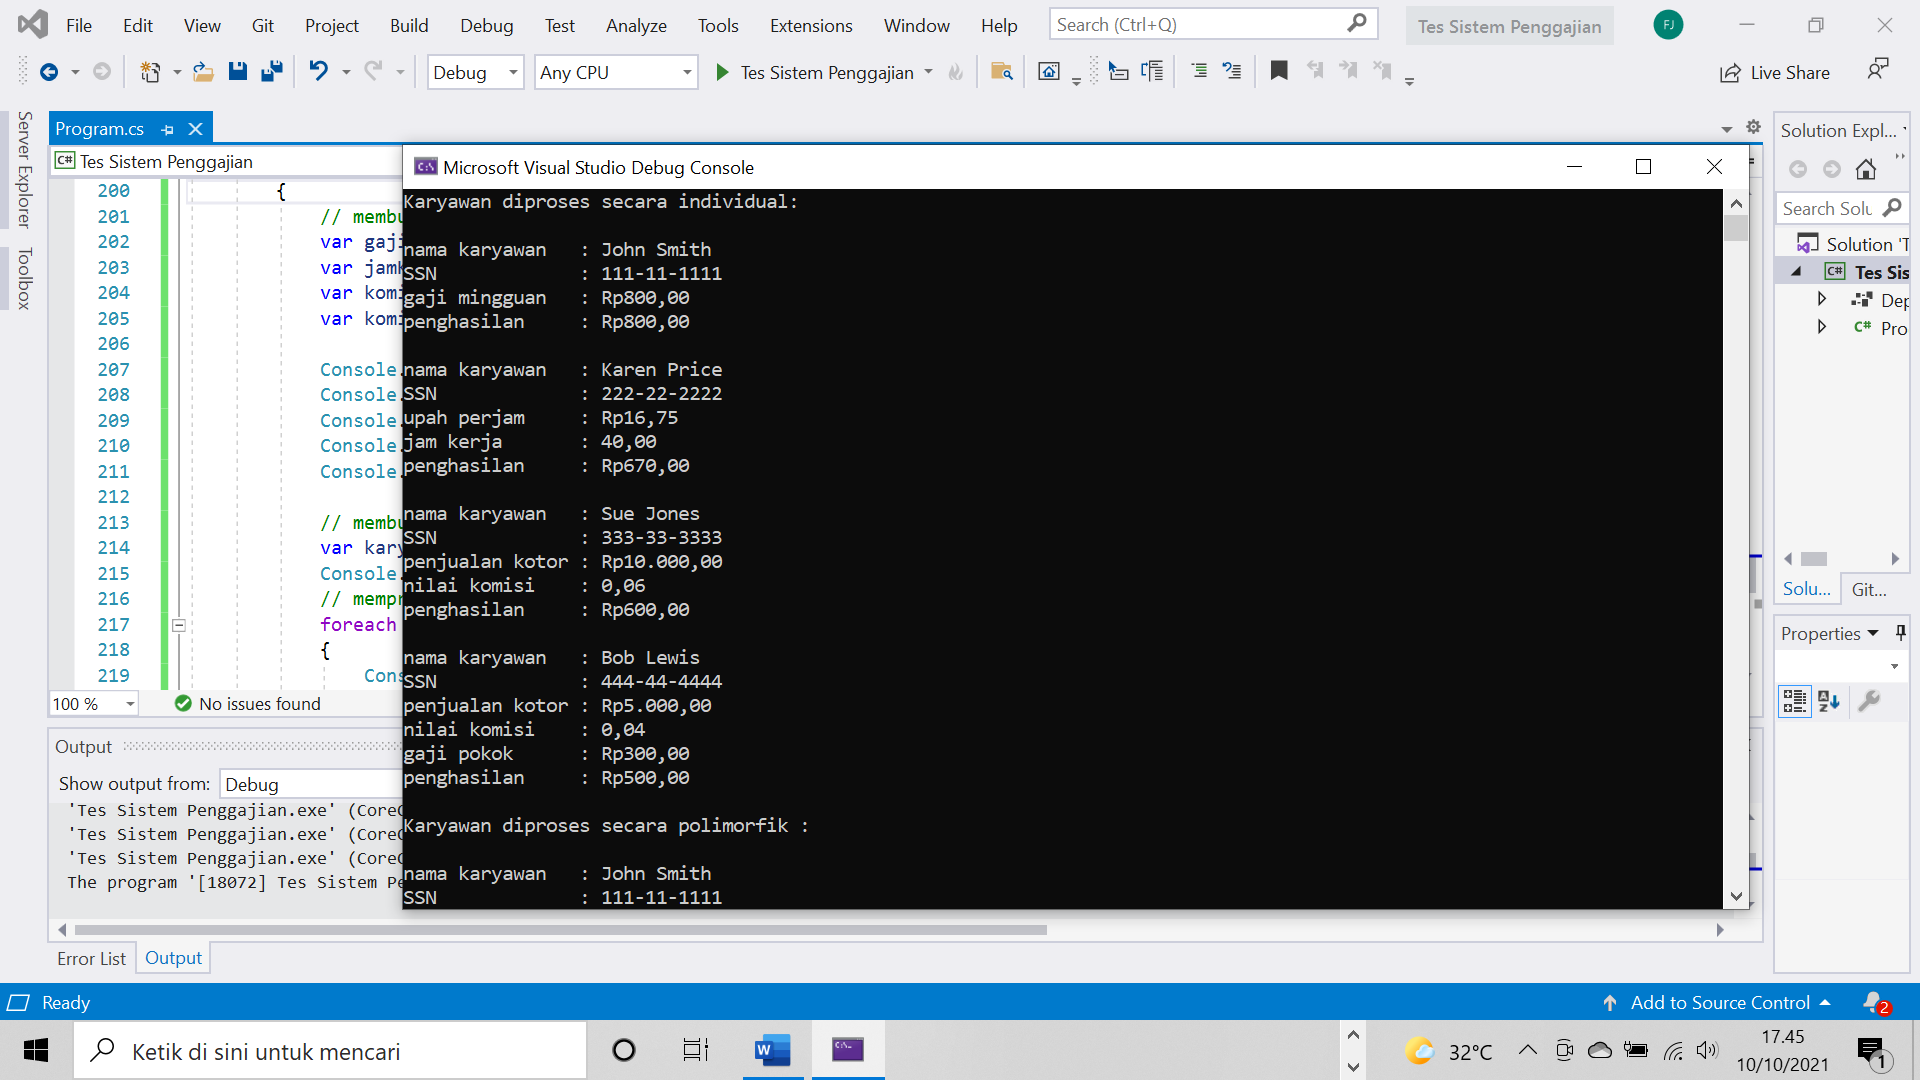 File Edit View Git Project Build Debug Test Analyze Tools Extensions Window Help Search (Ctrl+Q) Tes Sistem Penggajian FJ
Debug Any CPU Tes Sistem Penggajian Live Share
Server Explorer
Toolbox
Program.cs
C# Tes Sistem Penggajian
200 {
201 // membu
202 var gaji
203 var jamk
204 var komi
205 var komi
206
207 Console.
208 Console.
209 Console.
210 Console.
211 Console.
212
213 // membu
214 var kary
215 Console.
216 // mempr
217 foreach
218 {
219 Cons
100 % No issues found
Microsoft Visual Studio Debug Console
Karyawan diproses secara individual:
nama karyawan : John Smith
SSN : 111-11-1111
gaji mingguan : Rp800,00
penghasilan : Rp800,00
nama karyawan : Karen Price
SSN : 222-22-2222
upah perjam : Rp16,75
jam kerja : 40,00
penghasilan : Rp670,00
nama karyawan : Sue Jones
SSN : 333-33-3333
penjualan kotor : Rp10.000,00
nilai komisi : 0,06
penghasilan : Rp600,00
nama karyawan : Bob Lewis
SSN : 444-44-4444
penjualan kotor : Rp5.000,00
nilai komisi : 0,04
gaji pokok : Rp300,00
penghasilan : Rp500,00
Karyawan diproses secara polimorfik :
nama karyawan : John Smith
SSN : 111-11-1111
Solution Expl...
Search Solu
Solution 'T
C# Tes Sis
Dep
C# Pro
Solu... Git...
Properties
Output
Show output from: Debug
'Tes Sistem Penggajian.exe' (CoreC
'Tes Sistem Penggajian.exe' (CoreC
'Tes Sistem Penggajian.exe' (CoreC
The program '[18072] Tes Sistem Pe
Error List Output
Ready Add to Source Control 2
Ketik di sini untuk mencari 32°C 17.45
10/10/2021 1